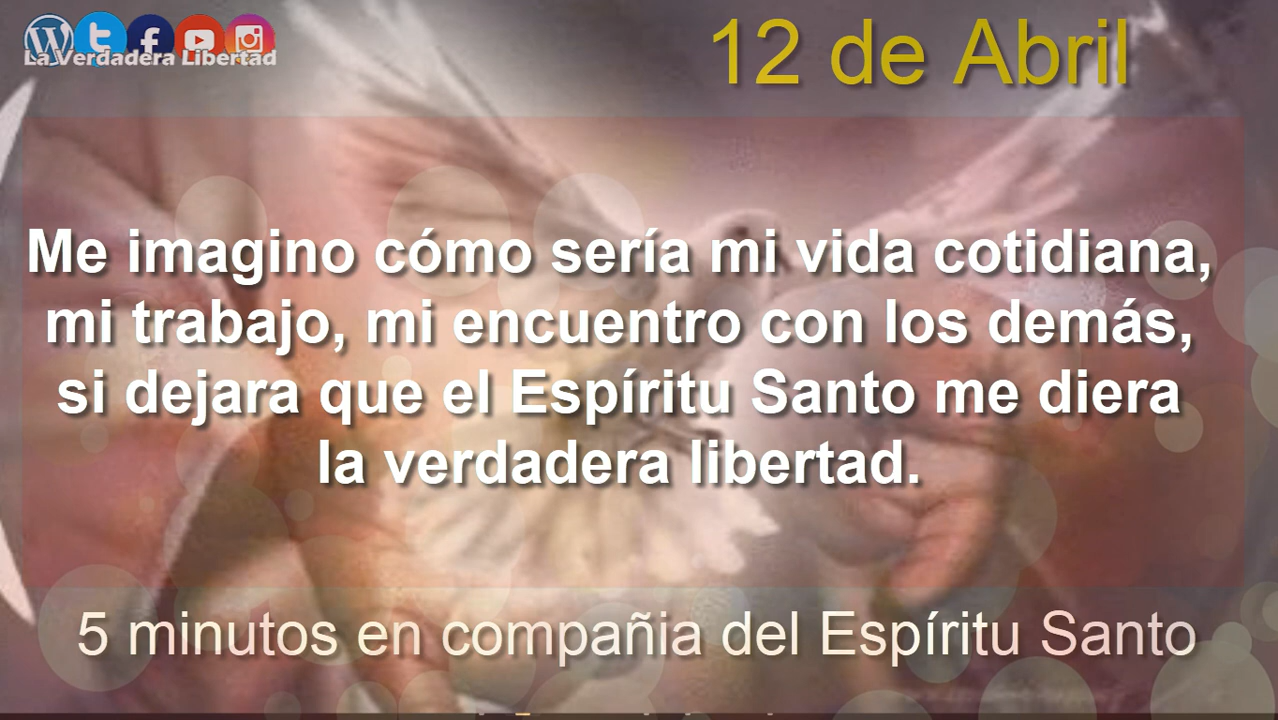 La Verdadera Libertad
12 de Abril
Me imagino cómo sería mi vida cotidiana,
mi trabajo, mi encuentro con los demás,
si dejara que el Espíritu Santo me diera
la verdadera libertad.
5 minutos en compañia del Espíritu Santo